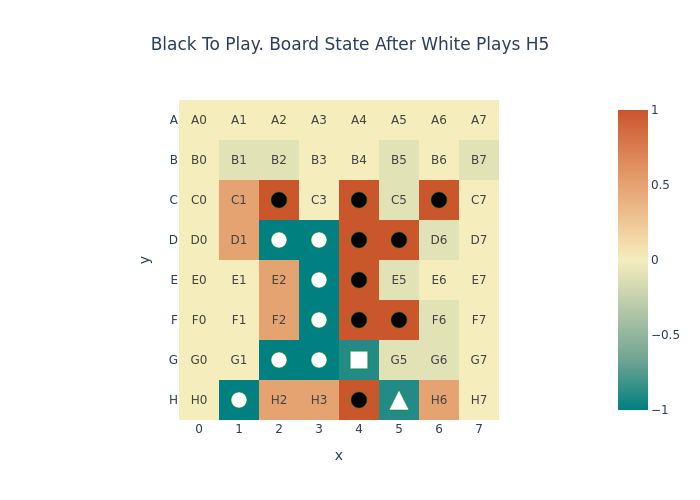 Black To Play. Board State After White Plays H5
A A0 A1 A2 A3 A4 A5 A6 A7
B B0 B1 B2 B3 B4 B5 B6 B7
C C0 C1 C3 C5 C7
D D0 D1 D6 D7
E E0 E1 E2 E5 E6 E7
F F0 F1 F2 F6 F7
G G0 G1 G5 G6 G7
H H0 H2 H3 H6 H7
0 1 2 3 4 5 6 7
x
y
1
0.5
0
−0.5
−1